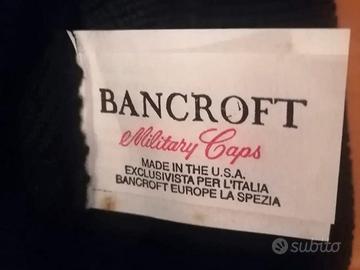 BANCROFT
Military Caps
MADE IN THE U.S.A.
EXCLUSIVISTA PER L'ITALIA
BANCROFT EUROPE LA SPEZIA
subito